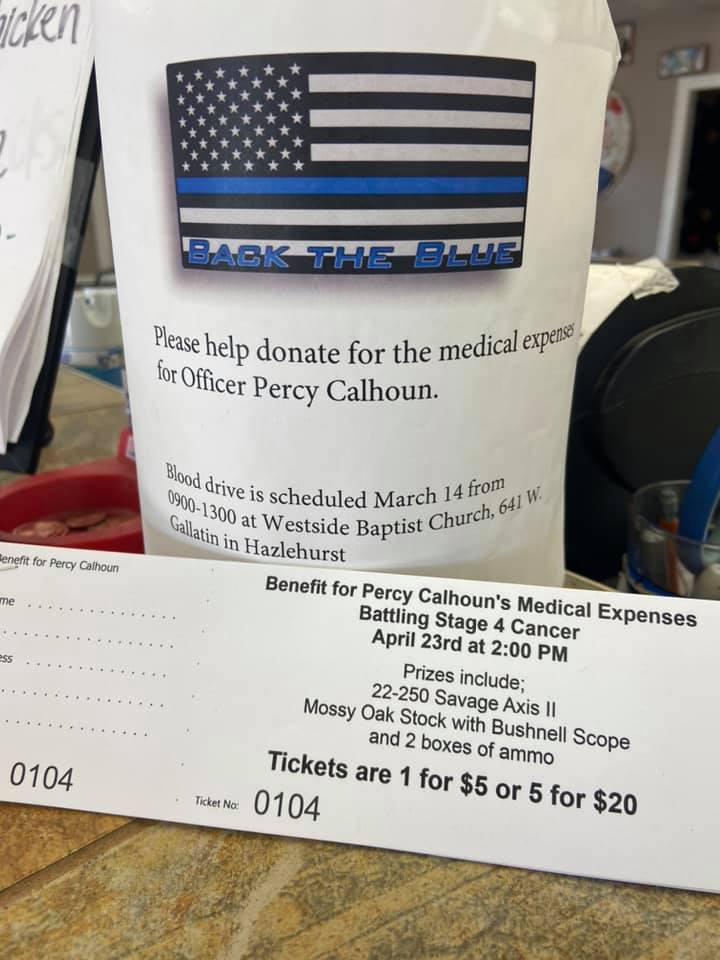 icken
BACK THE BLUE
Please help donate for the medical expenses
for Officer Percy Calhoun.
Blood drive is scheduled March 14 from
0900-1300 at Westside Baptist Church, 641 W.
Gallatin in Hazlehurst
enefit for Percy Calhoun
me
ess
0104
Benefit for Percy Calhoun's Medical Expenses
Battling Stage 4 Cancer
April 23rd at 2:00 PM
Prizes include;
22-250 Savage Axis II
Mossy Oak Stock with Bushnell Scope
and 2 boxes of ammo
Tickets are 1 for $5 or 5 for $20
Ticket No: 0104